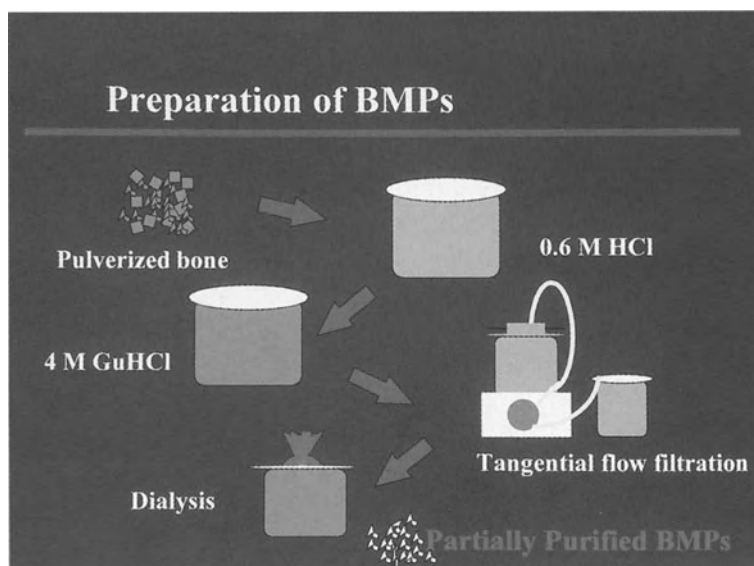 Preparation of BMPs
Pulverized bone
0.6 M HCl
4 M GuHCl
Tangential flow filtration
Dialysis
Partially Purified BMPs